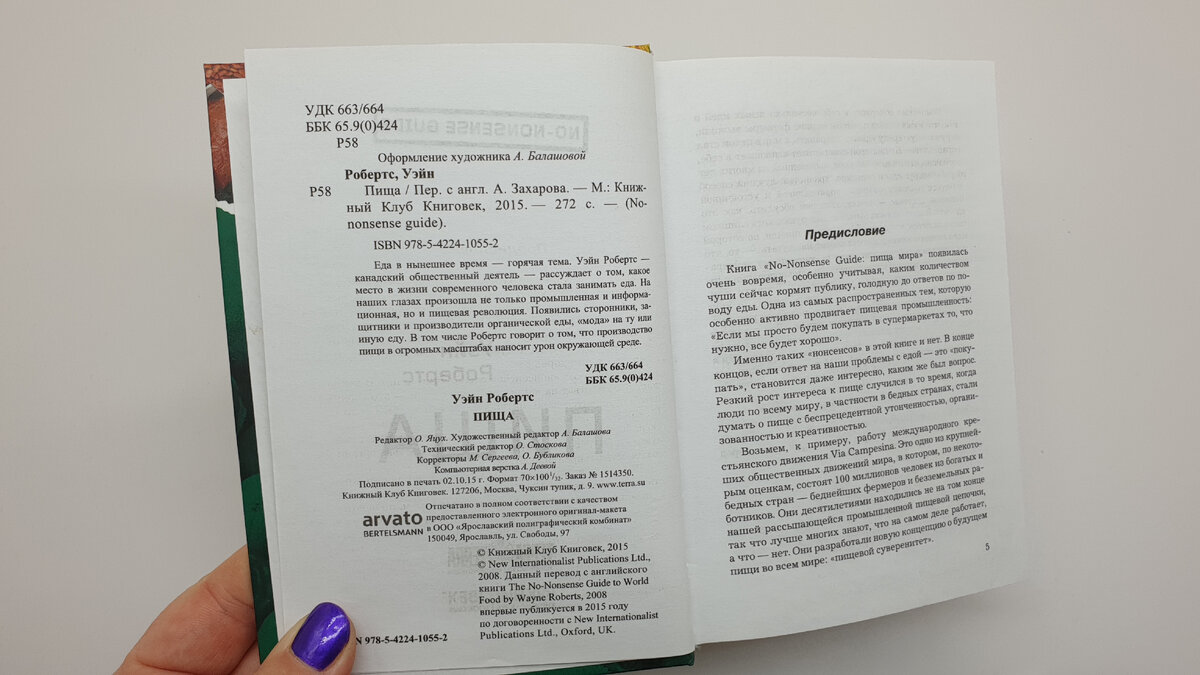 УДК 663/664
ББК 65.9(0)424
Р58
Оформление художника А. Балашовой
Робертс, Уэйн
Р58 Пища / Пер. с англ. А. Захарова. — М.: Книж-
ный Клуб Книговек, 2015. — 272 с. — (No-
nonsense guide).
ISBN 978-5-4224-1055-2
Еда в нынешнее время — горячая тема. Уэйн Робертс —
канадский общественный деятель — рассуждает о том, какое
место в жизни современного человека стала занимать еда. На
наших глазах произошла не только промышленная и информа-
ционная, но и пищевая революция. Появились сторонники, за-
щитники и производители органической еды, «мода» на ту или
иную еду. В том числе Робертс говорит о том, что производство
пищи в огромных масштабах наносит урон окружающей среде.
УДК 663/664
ББК 65.9(0)424
Уэйн Робертс
ПИЩА
Редактор О. Яцух. Художественный редактор А. Балашова
Технический редактор О. Стоскова
Корректоры М. Сергеева, О. Бубликова
Компьютерная верстка А. Деевой
Подписано в печать 02.10.15 г. Формат 70×100 1/32. Заказ № 1514350.
Книжный Клуб Книговек. 127206, Москва, Чуксин тупик, д. 9. www.terra.su
arvato
BERTELSMANN
Отпечатано в полном соответствии с качеством
предоставленного электронного оригинал-макета
в ООО «Ярославский полиграфический комбинат»
150049, Ярославль, ул. Свободы, 97
© Книжный Клуб Книговек, 2015
© New Internationalist Publications Ltd.,
2008. Данный перевод с английского
книги The No-Nonsense Guide to World
Food by Wayne Roberts, 2008
впервые публикуется в 2015 году
по договоренности с New Internationalist
Publications Ltd., Oxford, UK.
N 978-5-4224-1055-2
Предисловие
Книга «No-Nonsense Guide: пища мира» появилась
очень вовремя, особенно учитывая, каким количеством
чуши сейчас кормят публику, голодную до ответов по по-
воду еды. Одна из самых распространенных тем, которую
особенно активно продвигает пищевая промышленность:
«Если мы просто будем покупать в супермаркетах то, что
нужно, все будет хорошо».
Именно таких «нонсенсов» в этой книге и нет. В конце
концов, если ответ на наши проблемы с едой — это «поку-
пать», становится даже интересно, каким же был вопрос.
Резкий рост интереса к пище случился в то время, когда
люди по всему миру, в частности в бедных странах, стали
думать о пище с беспрецедентной утонченностью, органи-
зованностью и креативностью.
Возьмем, к примеру, работу международного кре-
стьянского движения Via Campesina. Это одно из крупней-
ших общественных движений мира, в котором, по некото-
рым оценкам, состоят 100 миллионов человек из богатых и
бедных стран — беднейших фермеров и безземельных ра-
ботников. Они десятилетиями находились не на том конце
нашей рассыпающейся промышленной пищевой цепочки,
так что лучше многих знают, что на самом деле работает,
а что — нет. Они разработали новую концепцию о будущем
пищи во всем мире: «пищевой суверенитет».
5